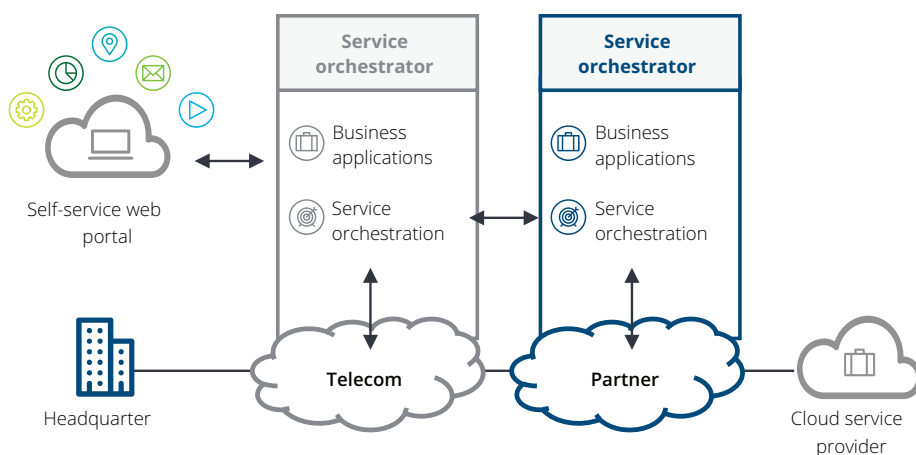 Service
orchestrator
Service
orchestrator
Business
applications
Service
orchestration
Business
applications
Service
orchestration
Self-service web
portal
Telecom
Partner
Headquarter
Cloud service
provider